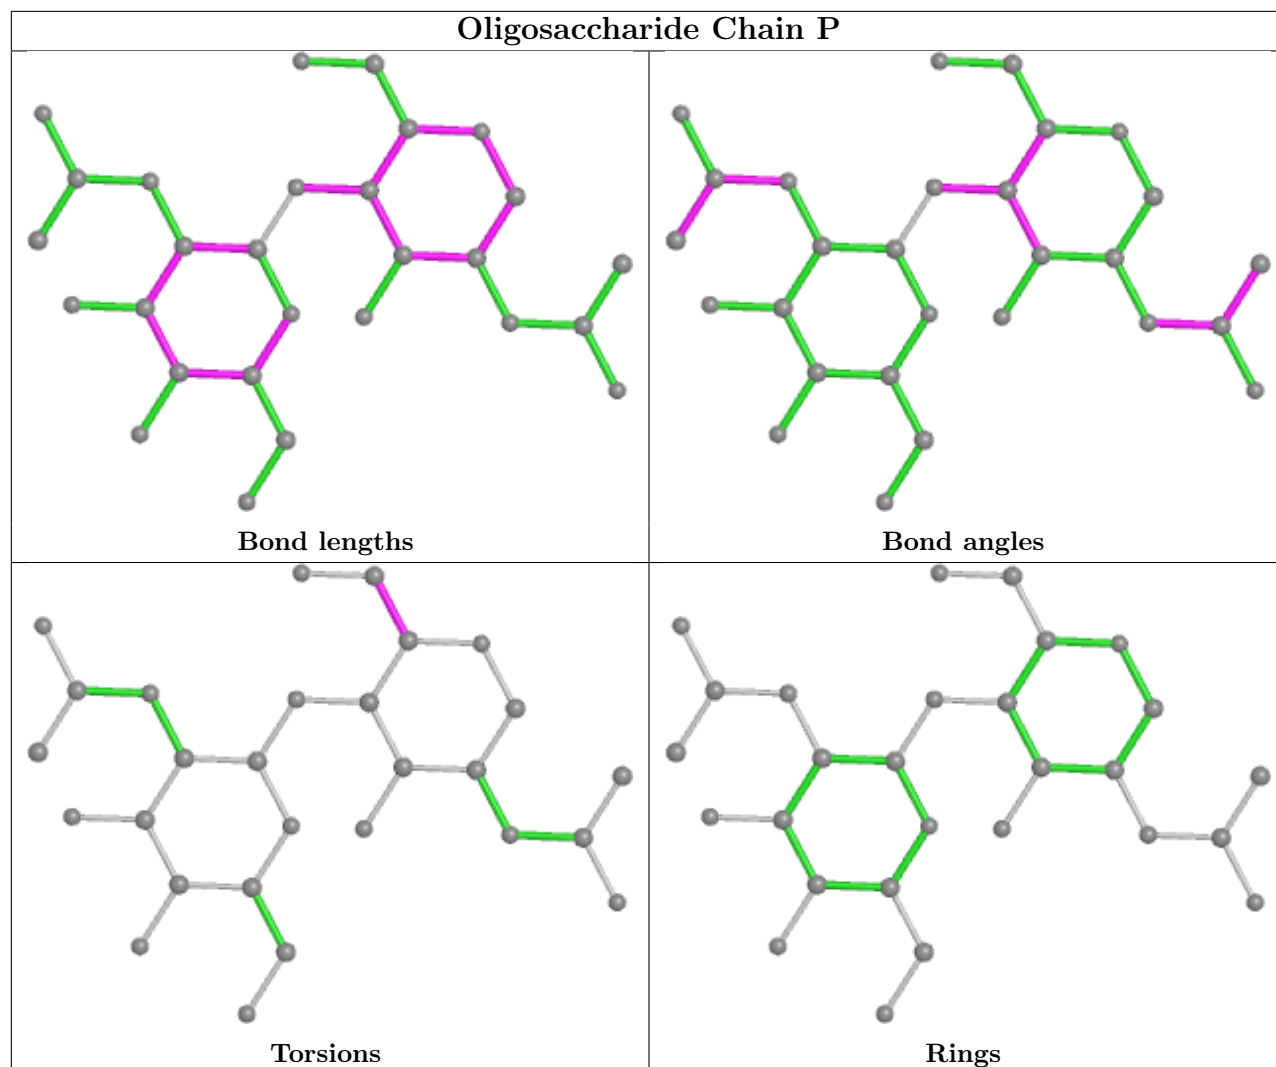 Oligosaccharide Chain P
Bond lengths
Bond angles
Torsions
Rings